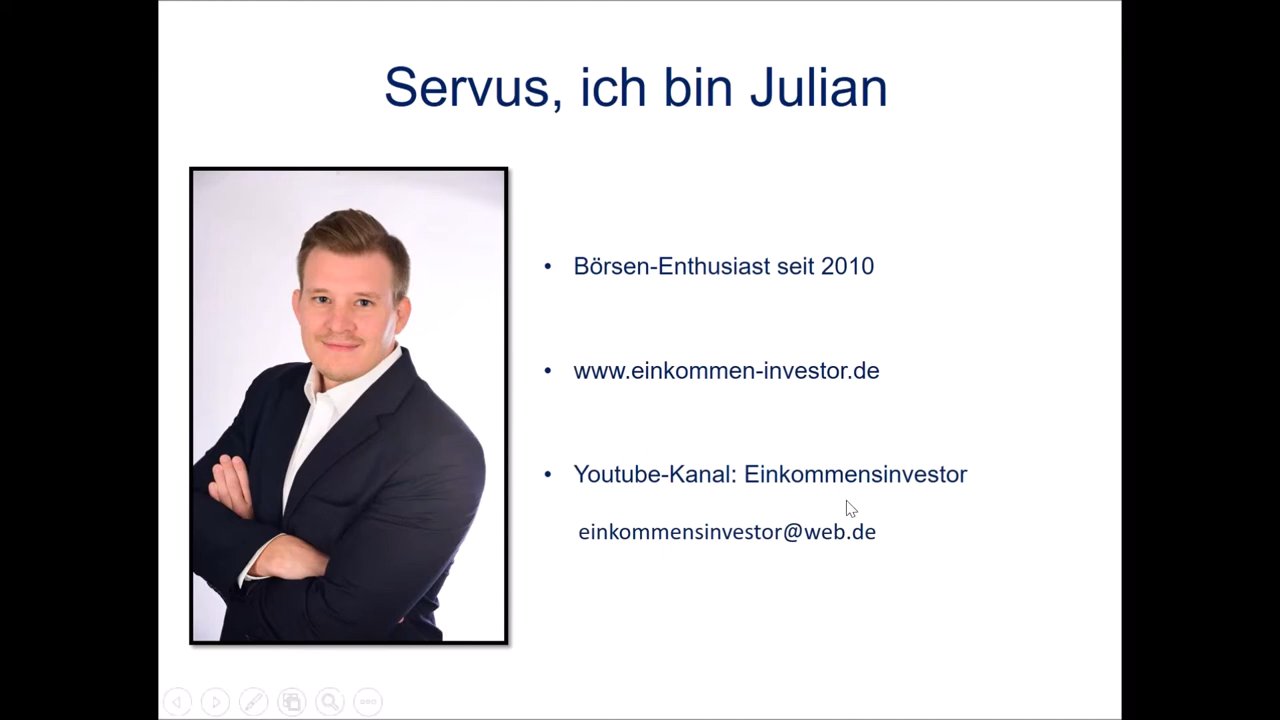 Servus, ich bin Julian
• Börsen-Enthusiast seit 2010
• www.einkommen-investor.de
• Youtube-Kanal: Einkommensinvestor
einkommensinvestor@web.de